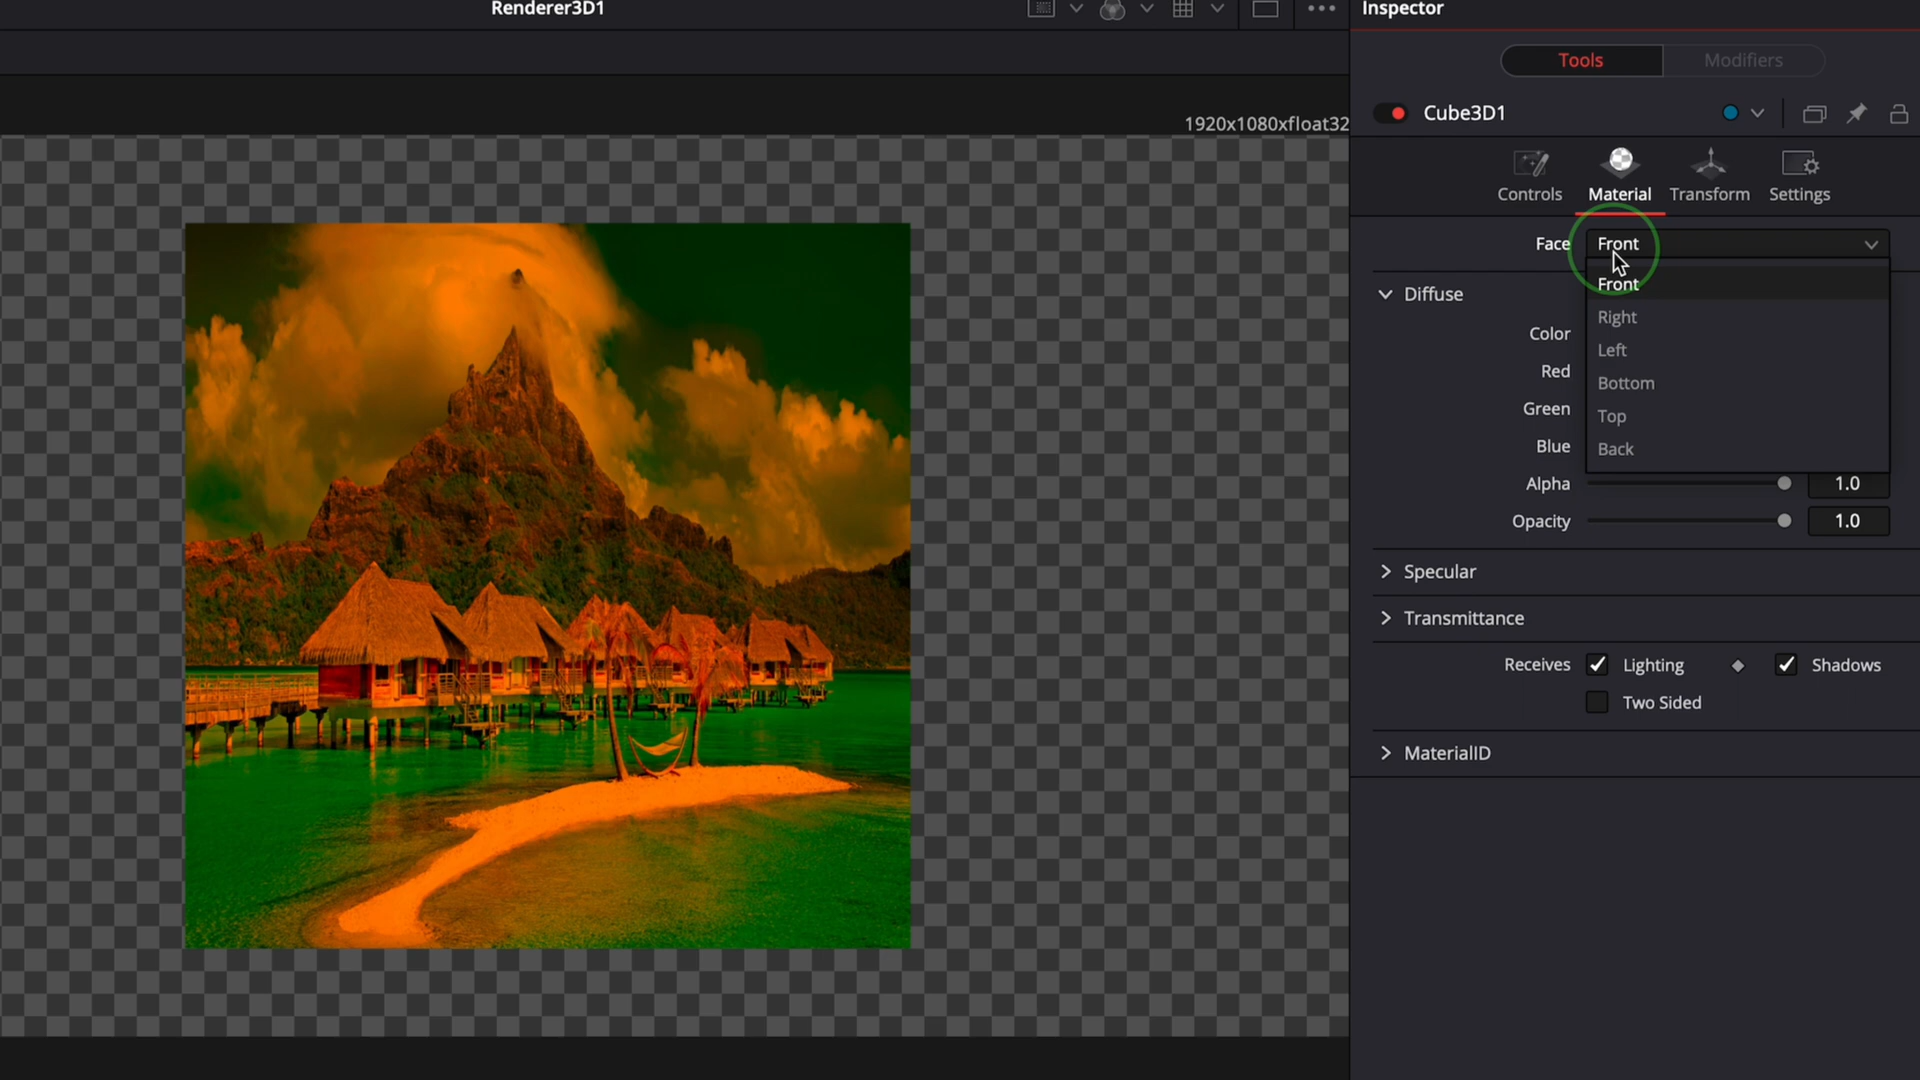 Renderer3D1
Inspector
Tools
Modifiers
Cube3D1
1920x1080xfloat32
Controls
Material
Transform
Settings
Face
Front
Front
Diffuse
Right
Color
Left
Red
Bottom
Green
Top
Blue
Back
Alpha
1.0
Opacity
1.0
Specular
Transmittance
Receives
Lighting
Shadows
Two Sided
MaterialID